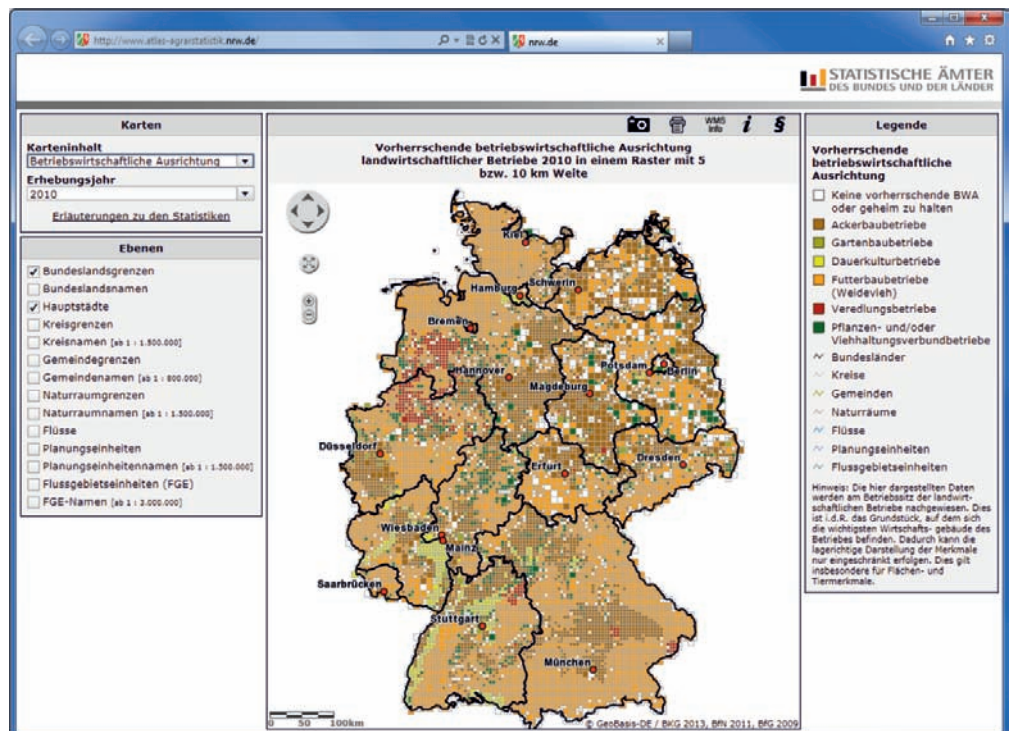 http://www.atlas-agrarstatistik.nrw.de/
nrw.de
STATISTISCHE ÄMTER
DES BUNDES UND DER LÄNDER
Karten
Karteninhalt
Betriebswirtschaftliche Ausrichtung
Erhebungsjahr
2010
Erläuterungen zu den Statistiken
Ebenen
Bundeslandsgrenzen
Bundeslandsnamen
Hauptstädte
Kreisgrenzen
Kreisnamen [ab 1 : 1.500.000]
Gemeindegrenzen
Gemeindenamen [ab 1 : 800.000]
Naturraumgrenzen
Naturraumnamen [ab 1 : 1.500.000]
Flüsse
Planungseinheiten
Planungseinheitennamen [ab 1 : 1.500.000]
Flussgebietseinheiten (FGE)
FGE-Namen [ab 1 : 3.000.000]
WMS
Info
i
§
Vorherrschende betriebswirtschaftliche Ausrichtung
landwirtschaftlicher Betriebe 2010 in einem Raster mit 5
bzw. 10 km Weite
Kiel
Schwerin
Hamburg
Bremen
Hannover
Potsdam
Berlin
Magdeburg
Düsseldorf
Erfurt
Dresden
Wiesbaden
Mainz
Saarbrücken
Stuttgart
München
0 50 100km
© GeoBasis-DE / BKG 2013, BfN 2011, BfG 2009
Legende
Vorherrschende
betriebswirtschaftliche
Ausrichtung
Keine vorherrschende BWA
oder geheim zu halten
Ackerbaubetriebe
Gartenbaubetriebe
Dauerkulturbetriebe
Futterbaubetriebe
(Weidevieh)
Veredlungsbetriebe
Pflanzen- und/oder
Viehhaltungsverbundbetriebe
Bundesländer
Kreise
Gemeinden
Naturräume
Flüsse
Planungseinheiten
Flussgebietseinheiten
Hinweis: Die hier dargestellten Daten
werden am Betriebssitz der landwirt-
schaftlichen Betriebe nachgewiesen. Dies
ist i.d.R. das Grundstück, auf dem sich
die wichtigsten Wirtschafts- gebäude des
Betriebes befinden. Dadurch kann die
lagerichtige Darstellung der Merkmale
nur eingeschränkt erfolgen. Dies gilt
insbesondere für Flächen- und
Tiermerkmale.